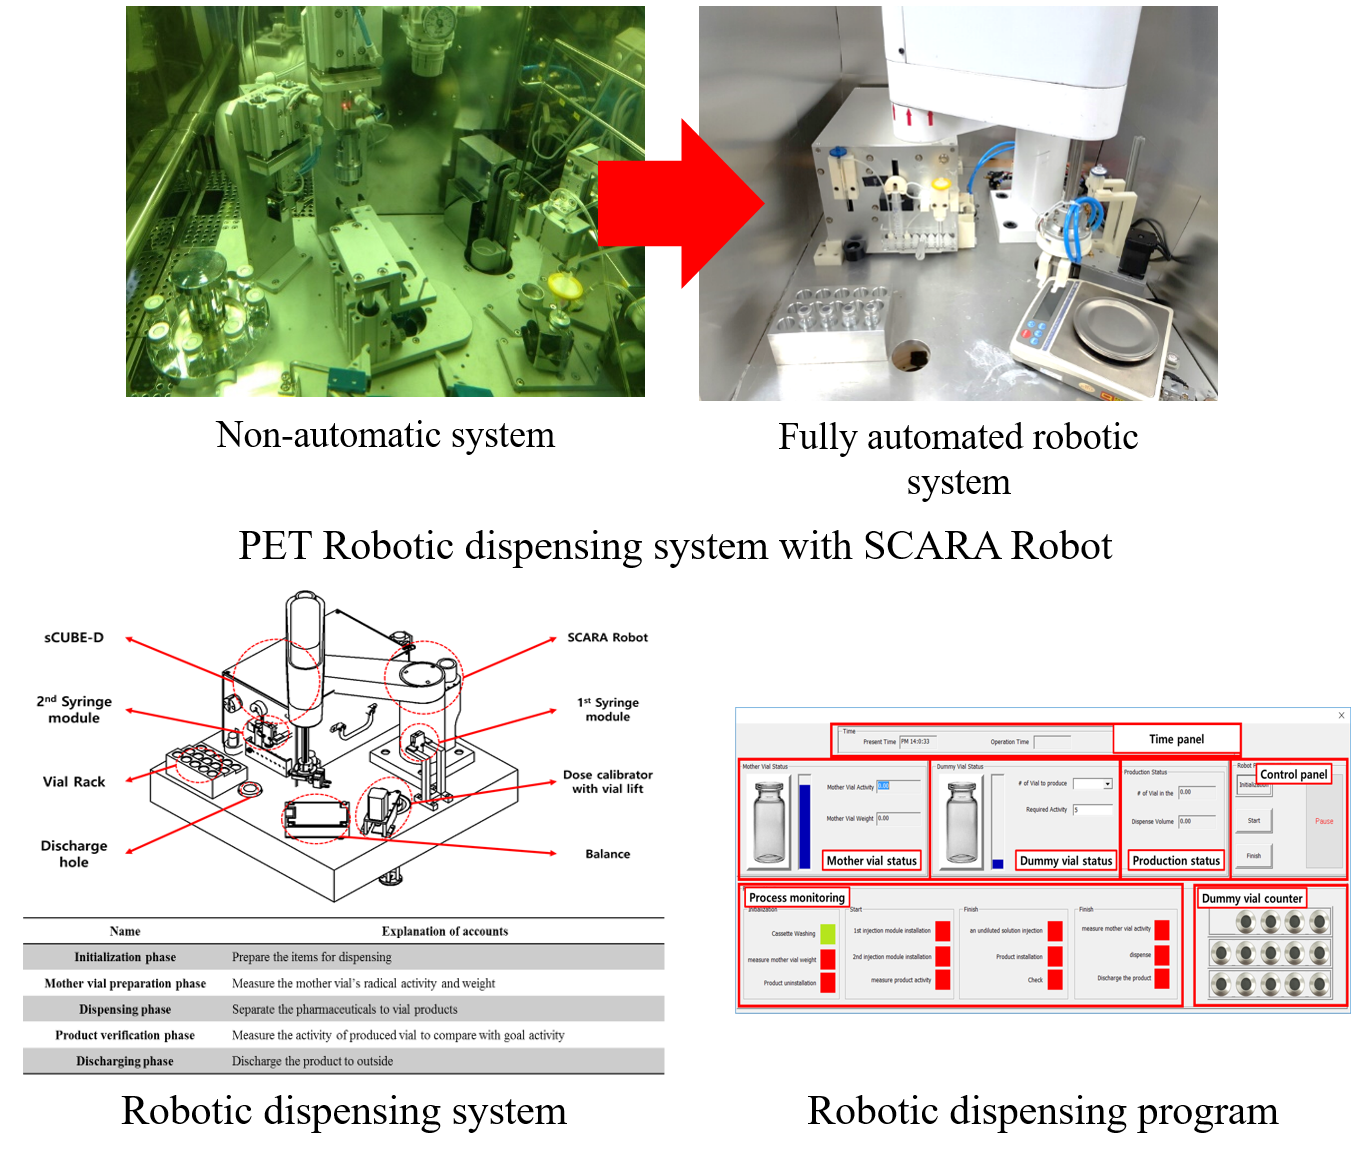 Non-automatic system
Fully automated robotic
system
PET Robotic dispensing system with SCARA Robot
sCUBE-D
2nd Syringe
module
Vial Rack
Discharge
hole
SCARA Robot
1st Syringe
module
Dose calibrator
with vial lift
Balance
Name Explanation of accounts
Initialization phase Prepare the items for dispensing
Mother vial preparation phase Measure the mother vial's radical activity and weight
Dispensing phase Separate the pharmaceuticals to vial products
Product verification phase Measure the activity of produced vial to compare with goal activity
Discharging phase Discharge the product to outside
Robotic dispensing system
X
Time
Present Time PM 14:0:33 Operation Time
Time panel
Mother Vial Status
Mother Vial Activity 0.00
Mother Vial Weight 0.00
Mother vial status
Dummy Vial Status
# of Vial to produce
Required Activity 5
Dummy vial status
Production Status
# of Vial in the 0.00
Dispense Volume 0.00
Production status
Control panel
Initialization
Start
Finish
Pause
Process monitoring
Initialization
Cassette Washing
measure mother vial weight
Product uninstallation
Start
1st injection module installation
2nd injection module installation
measure product activity
Finish
an undiluted solution injection
Product installation
Check
Finish
measure mother vial activity
dispense
Discharge the product
Dummy vial counter
Robotic dispensing program